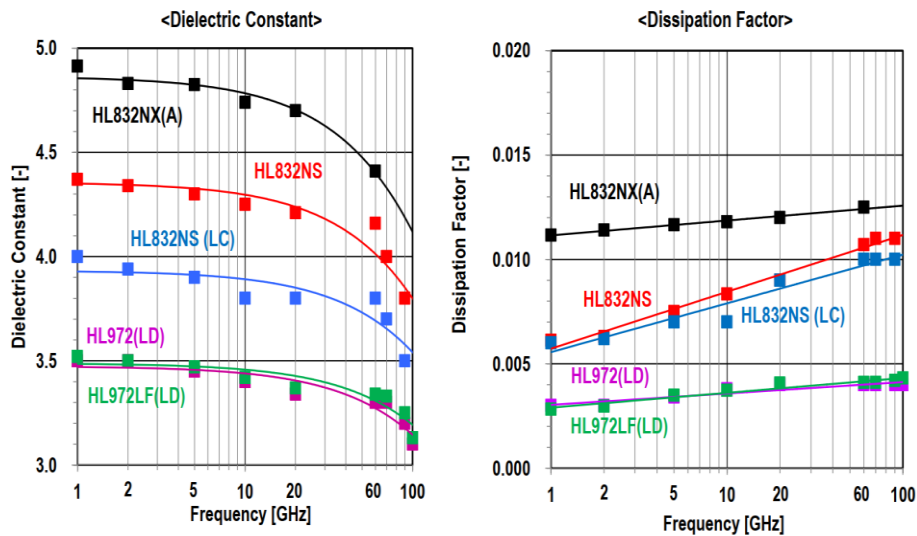 <Dielectric Constant>
5.0
4.5
4.0
3.5
3.0
Dielectric Constant [-]
HL832NX(A)
HL832NS
HL832NS (LC)
HL972(LD)
HL972LF(LD)
1
2
5
10
20
60
100
Frequency [GHz]
<Dissipation Factor>
0.020
0.015
0.010
0.005
0.000
Dissipation Factor [-]
HL832NX(A)
HL832NS
HL832NS (LC)
HL972(LD)
HL972LF(LD)
1
2
5
10
20
60
100
Frequency [GHz]